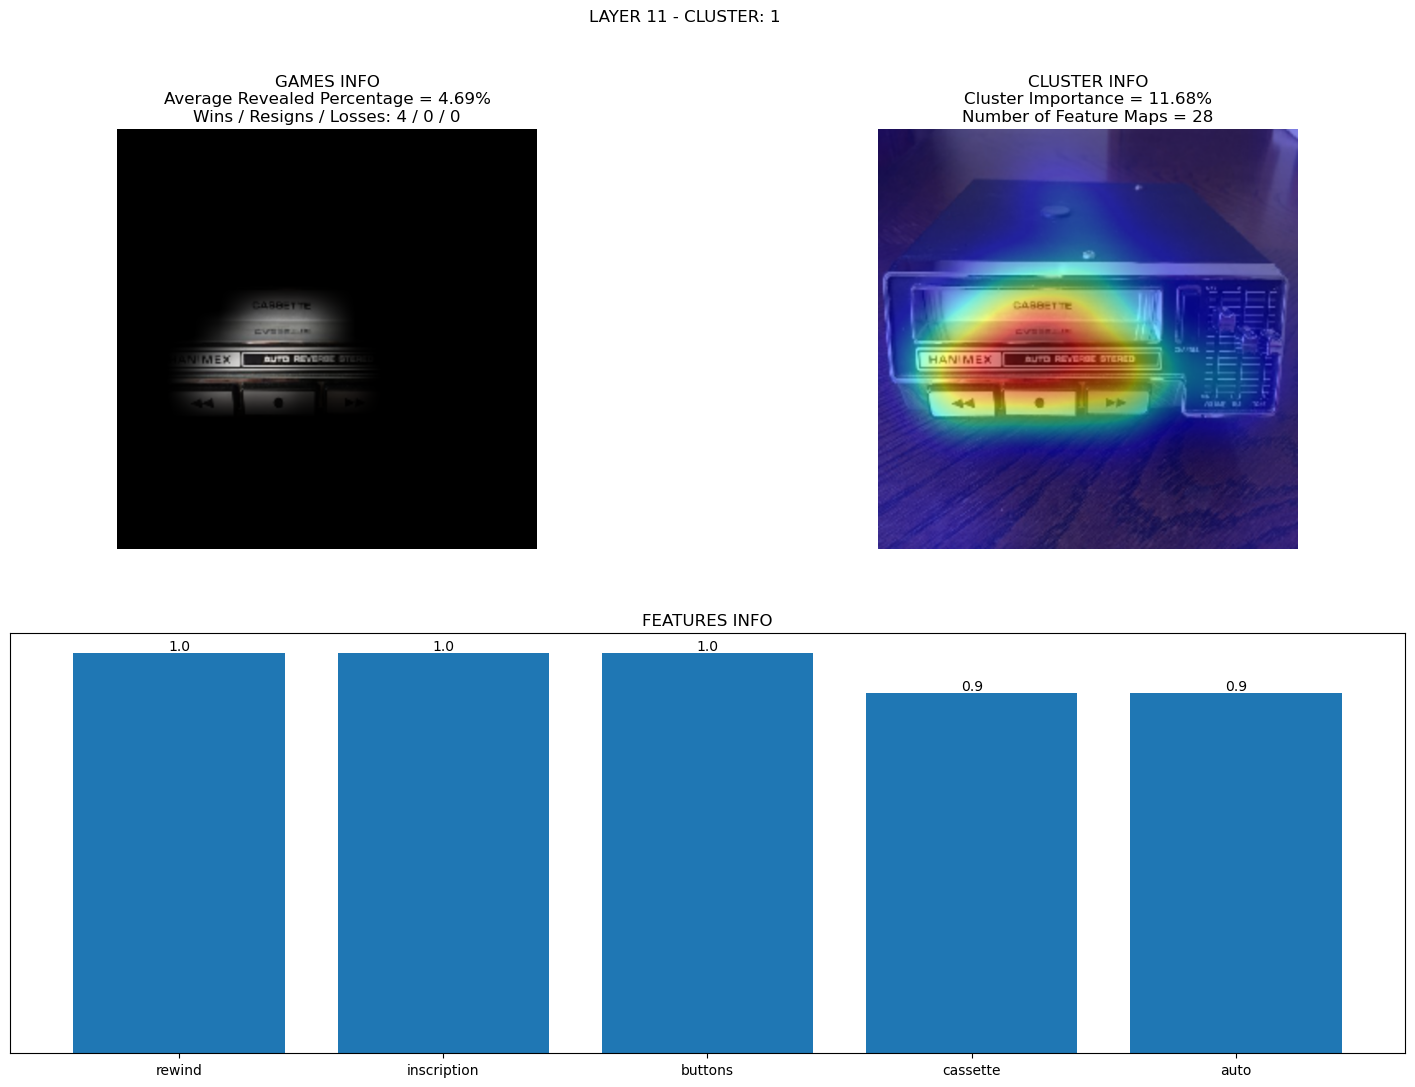 LAYER 11 - CLUSTER: 1
GAMES INFO
Average Revealed Percentage = 4.69%
Wins / Resigns / Losses: 4 / 0 / 0
CASSETTE
HANIMEX AUTO REVERSE STEREO
CLUSTER INFO
Cluster Importance = 11.68%
Number of Feature Maps = 28
CASSETTE
HANIMEX AUTO REVERSE STEREO
FEATURES INFO
1.0 1.0 1.0 0.9 0.9
rewind inscription buttons cassette auto